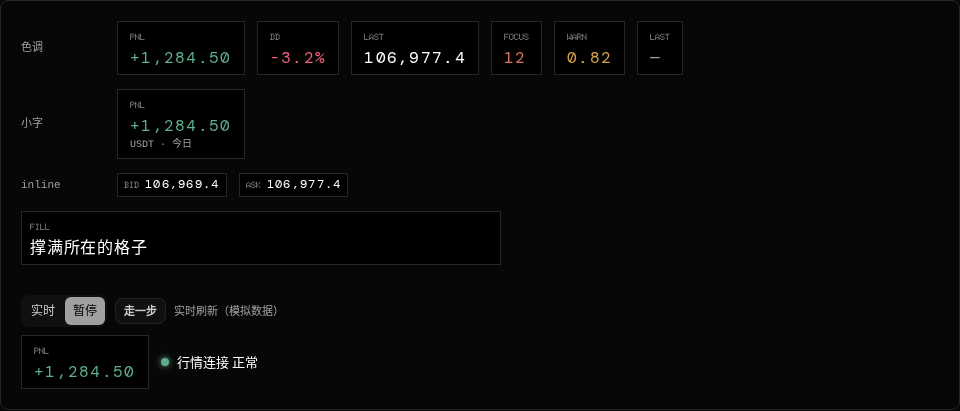 色调
PNL
+1,284.50
DD
-3.2%
LAST
106,977.4
FOCUS
12
WARN
0.82
LAST
—
小字
PNL
+1,284.50
USDT · 今日
inline
BID 106,969.4
ASK 106,977.4
FILL
撑满所在的格子
实时 暂停 走一步 实时刷新（模拟数据）
PNL
+1,284.50
行情连接 正常